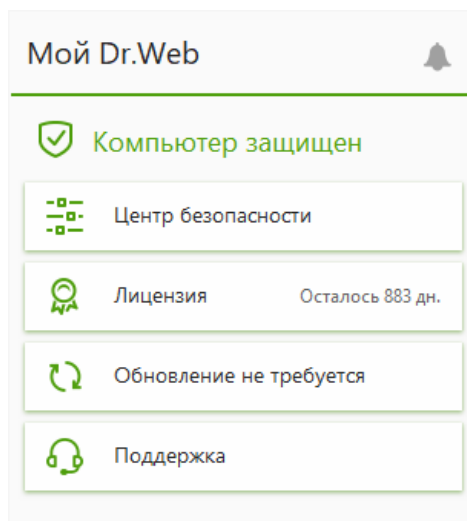 Мой Dr.Web
Компьютер защищен
Центр безопасности
Лицензия Осталось 883 дн.
Обновление не требуется
Поддержка